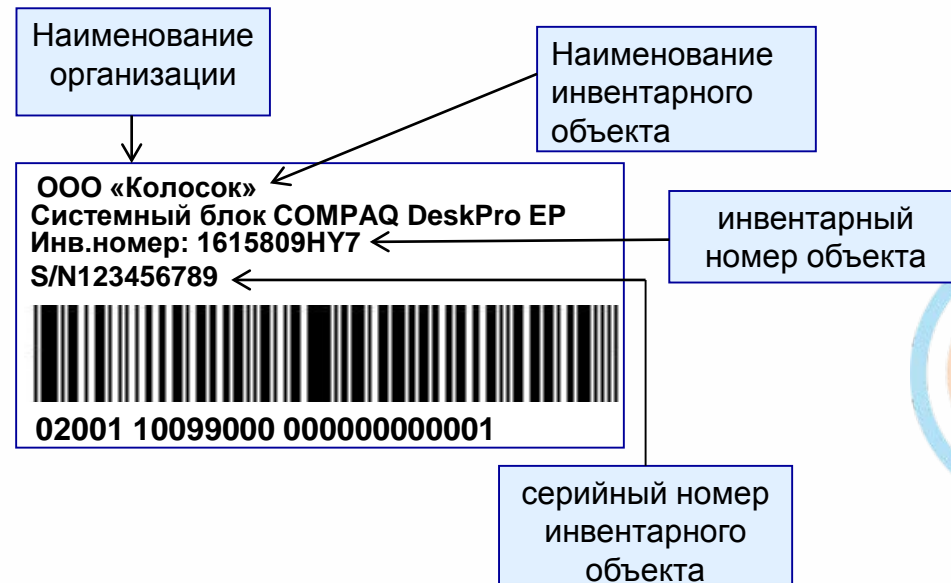 Наименование
организации
Наименование
инвентарного
объекта
ООО «Колосок»
Системный блок COMPAQ DeskPro EP
Инв.номер: 1615809HY7
S/N123456789
02001 10099000 000000000001
инвентарный
номер объекта
серийный номер
инвентарного
объекта